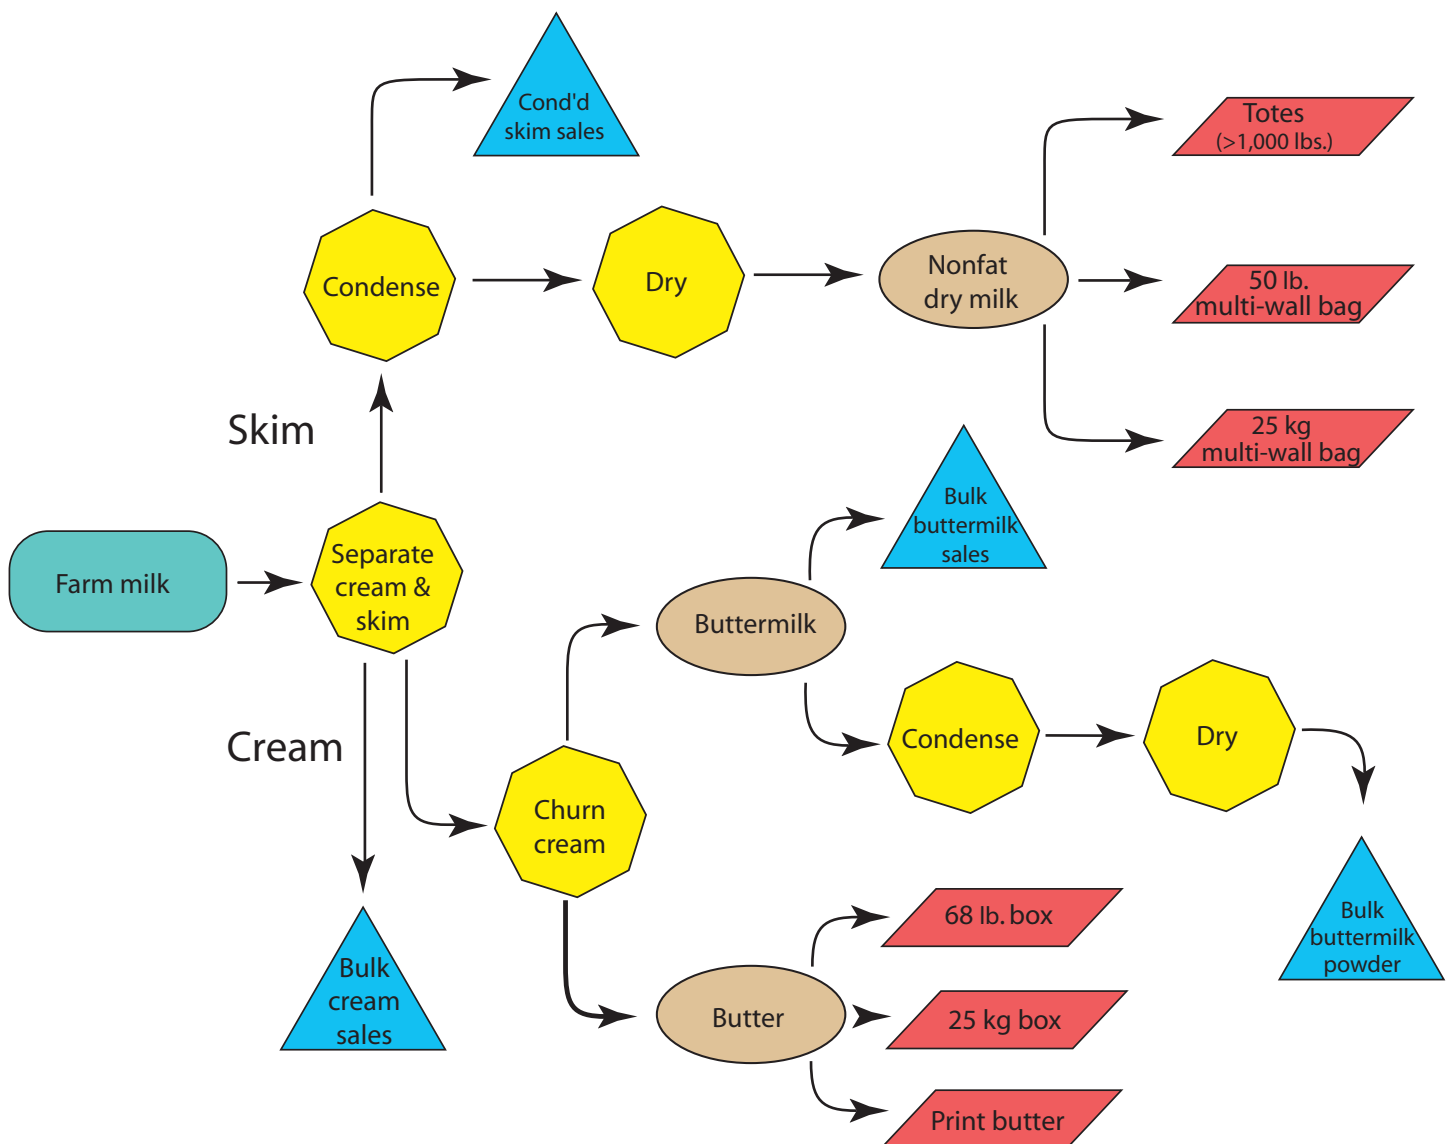 Cond'd
skim sales
Totes
(>1,000 lbs.)
Condense
Dry
Nonfat
dry milk
50 lb.
multi-wall bag
25 kg
multi-wall bag
Skim
Bulk
buttermilk
sales
Farm milk
Separate
cream &
skim
Buttermilk
Cream
Condense
Dry
Churn
cream
Bulk
buttermilk
powder
68 lb. box
Bulk
cream
sales
Butter
25 kg box
Print butter